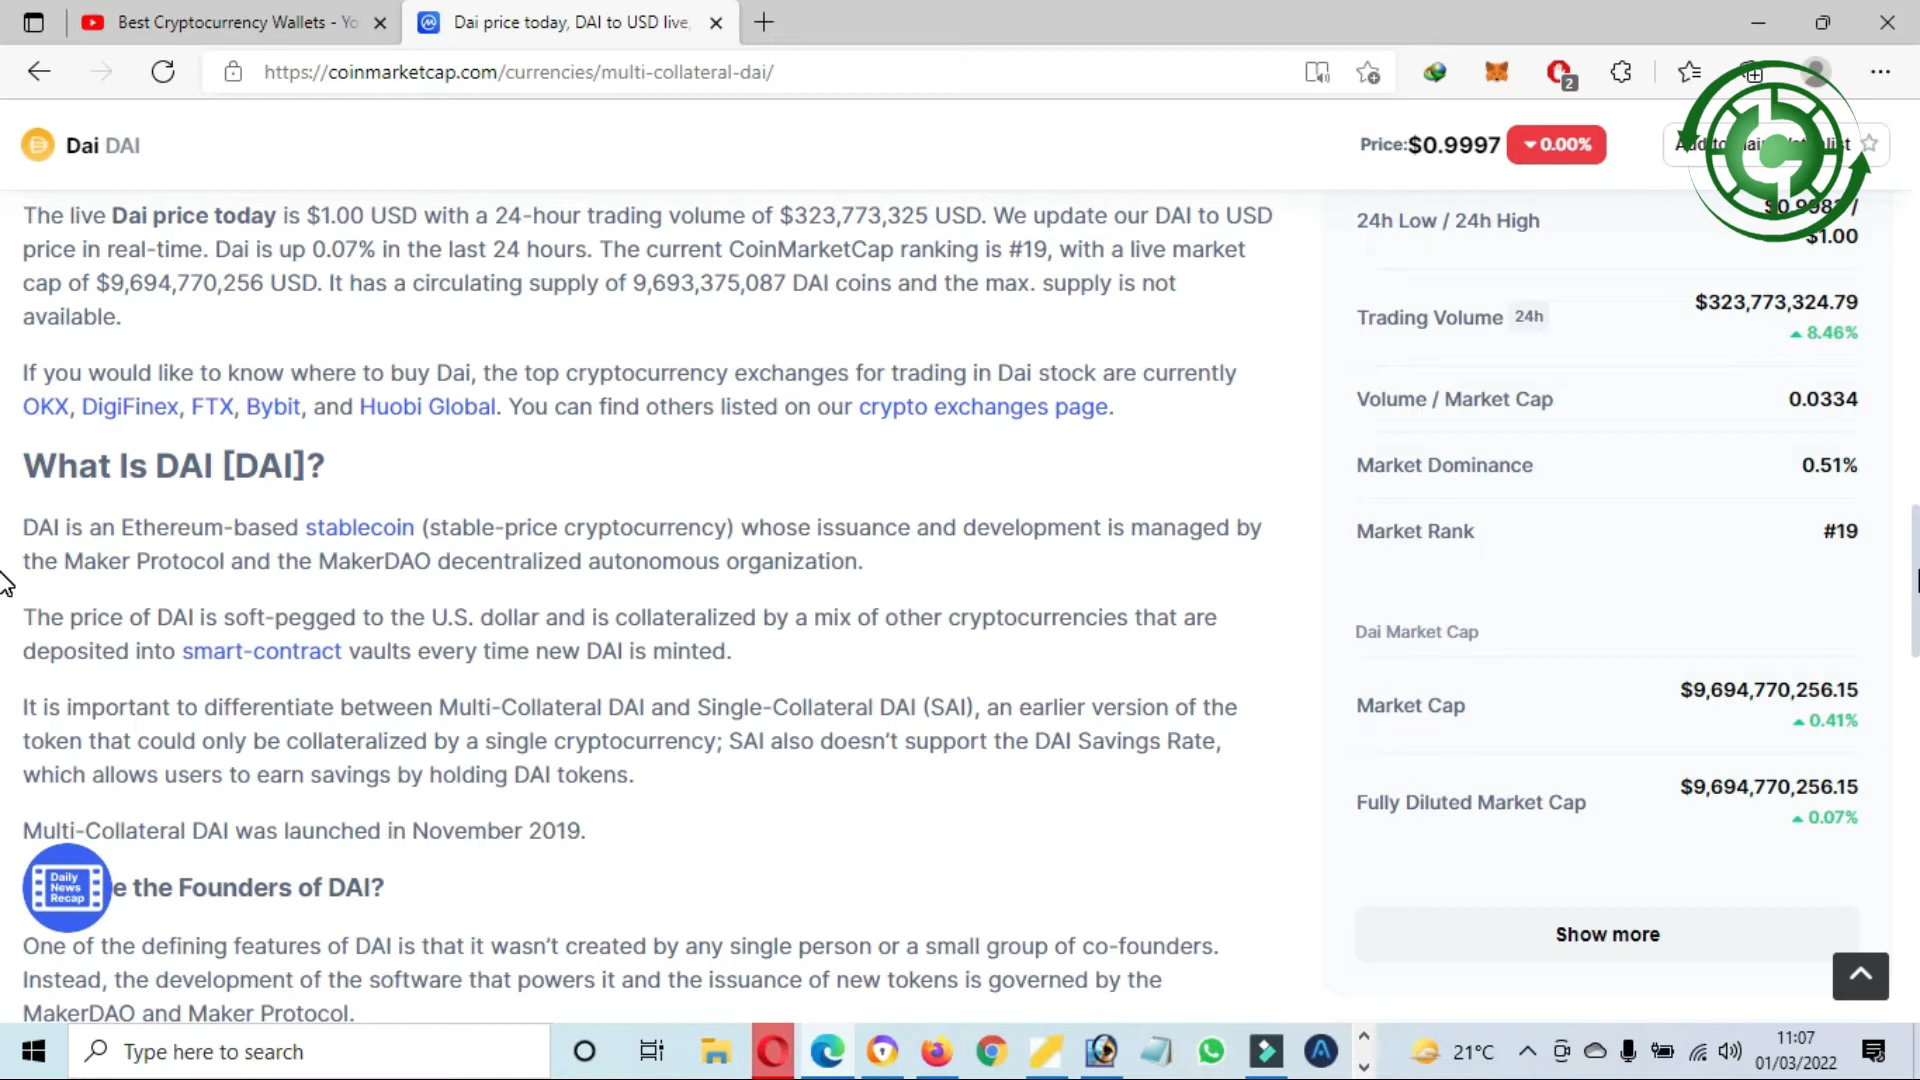 Best Cryptocurrency Wallets - Yo
Dai price today, DAI to USD live,
https://coinmarketcap.com/currencies/multi-collateral-dai/
2
Dai DAI
Price:$0.9997
0.00%
The live Dai price today is $1.00 USD with a 24-hour trading volume of $323,773,325 USD. We update our DAI to USD
price in real-time. Dai is up 0.07% in the last 24 hours. The current CoinMarketCap ranking is #19, with a live market
cap of $9,694,770,256 USD. It has a circulating supply of 9,693,375,087 DAI coins and the max. supply is not
available.
If you would like to know where to buy Dai, the top cryptocurrency exchanges for trading in Dai stock are currently
OKX, DigiFinex, FTX, Bybit, and Huobi Global. You can find others listed on our crypto exchanges page.
What Is DAI [DAI]?
DAI is an Ethereum-based stablecoin (stable-price cryptocurrency) whose issuance and development is managed by
the Maker Protocol and the MakerDAO decentralized autonomous organization.
The price of DAI is soft-pegged to the U.S. dollar and is collateralized by a mix of other cryptocurrencies that are
deposited into smart-contract vaults every time new DAI is minted.
It is important to differentiate between Multi-Collateral DAI and Single-Collateral DAI (SAI), an earlier version of the
token that could only be collateralized by a single cryptocurrency; SAI also doesn't support the DAI Savings Rate,
which allows users to earn savings by holding DAI tokens.
Multi-Collateral DAI was launched in November 2019.
Daily
News
Recap
e the Founders of DAI?
One of the defining features of DAI is that it wasn't created by any single person or a small group of co-founders.
Instead, the development of the software that powers it and the issuance of new tokens is governed by the
MakerDAO and Maker Protocol.
24h Low / 24h High
$1.00
Trading Volume 24h
$323,773,324.79
8.46%
Volume / Market Cap
0.0334
Market Dominance
0.51%
Market Rank
#19
Dai Market Cap
Market Cap
$9,694,770,256.15
0.41%
Fully Diluted Market Cap
$9,694,770,256.15
0.07%
Show more
Type here to search
21°C
11:07
01/03/2022